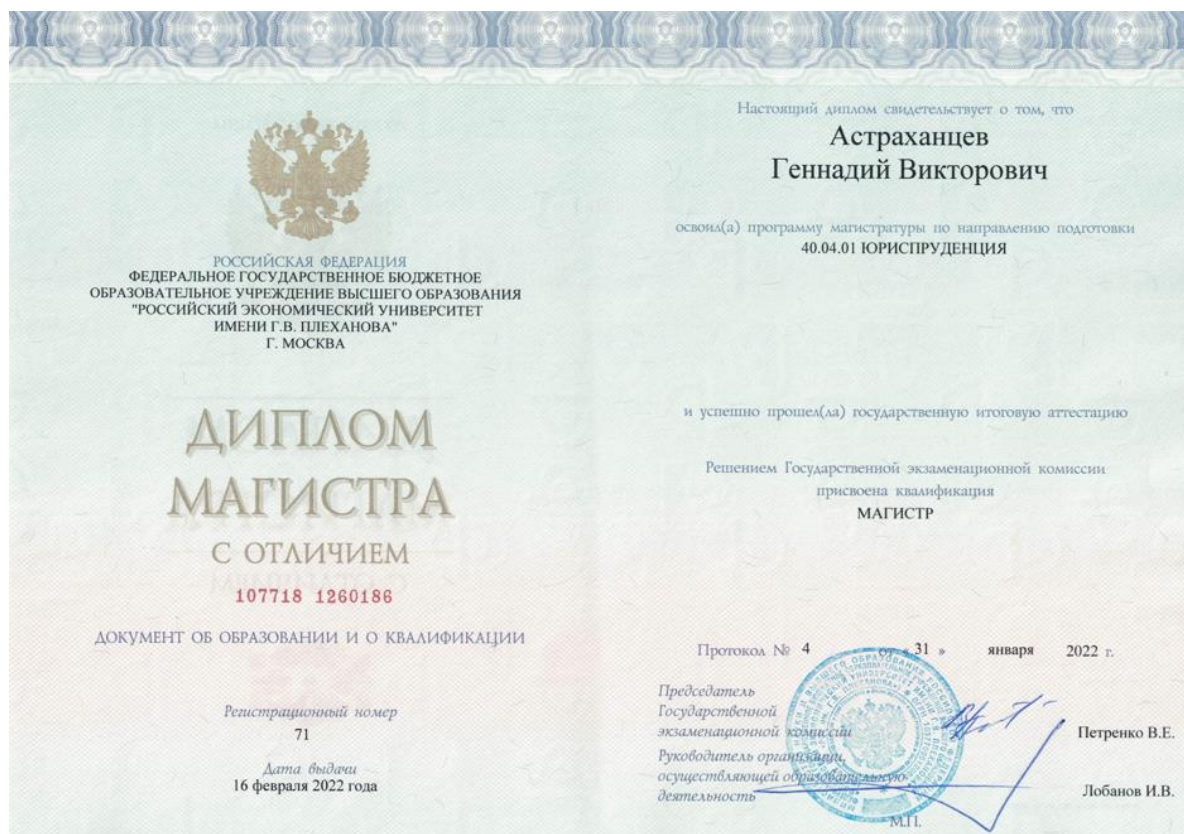 РОССИЙСКАЯ ФЕДЕРАЦИЯ
ФЕДЕРАЛЬНОЕ ГОСУДАРСТВЕННОЕ БЮДЖЕТНОЕ
ОБРАЗОВАТЕЛЬНОЕ УЧРЕЖДЕНИЕ ВЫСШЕГО ОБРАЗОВАНИЯ
"РОССИЙСКИЙ ЭКОНОМИЧЕСКИЙ УНИВЕРСИТЕТ
ИМЕНИ Г.В. ПЛЕХАНОВА"
Г. МОСКВА
ДИПЛОМ
МАГИСТРА
С ОТЛИЧИЕМ
107718 1260186
ДОКУМЕНТ ОБ ОБРАЗОВАНИИ И О КВАЛИФИКАЦИИ
Регистрационный номер
71
Дата выдачи
16 февраля 2022 года
Настоящий диплом свидетельствует о том, что
Астраханцев
Геннадий Викторович
освоил(а) программу магистратуры по направлению подготовки
40.04.01 ЮРИСПРУДЕНЦИЯ
и успешно прошел(ла) государственную итоговую аттестацию
Решением Государственной экзаменационной комиссии
присвоена квалификация
МАГИСТР
Протокол № 4 от « 31 » января 2022 г.
Председатель
Государственной
экзаменационной комиссии
Петренко В.Е.
Руководитель организации,
осуществляющей образовательную
деятельность
Лобанов И.В.
М.П.